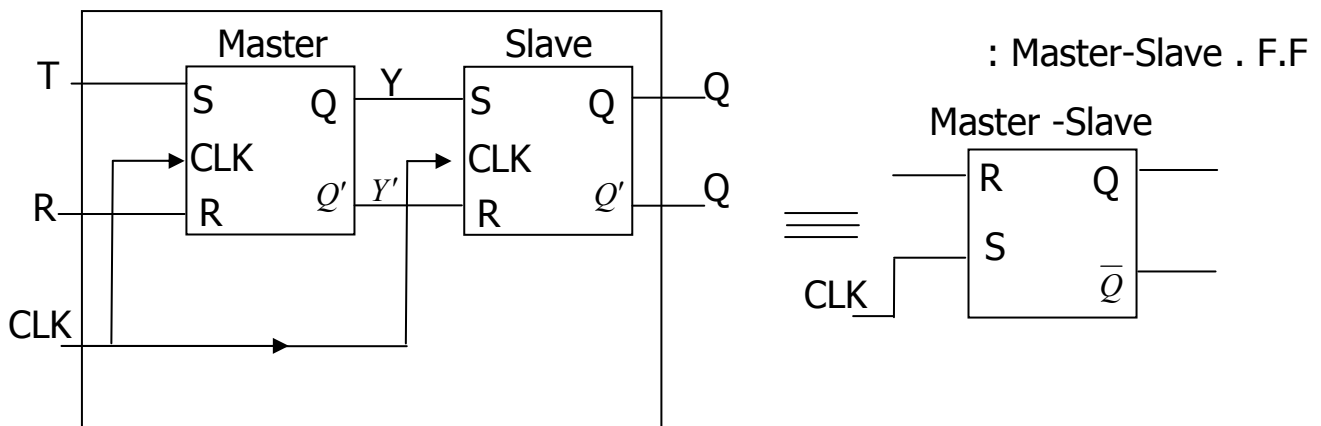 : Master-Slave . F.F
Master Slave
T S Q Y S Q Q
CLK CLK
R R Q′ Y′ R Q′ Q
CLK
Master -Slave
R Q
S Q̅
CLK